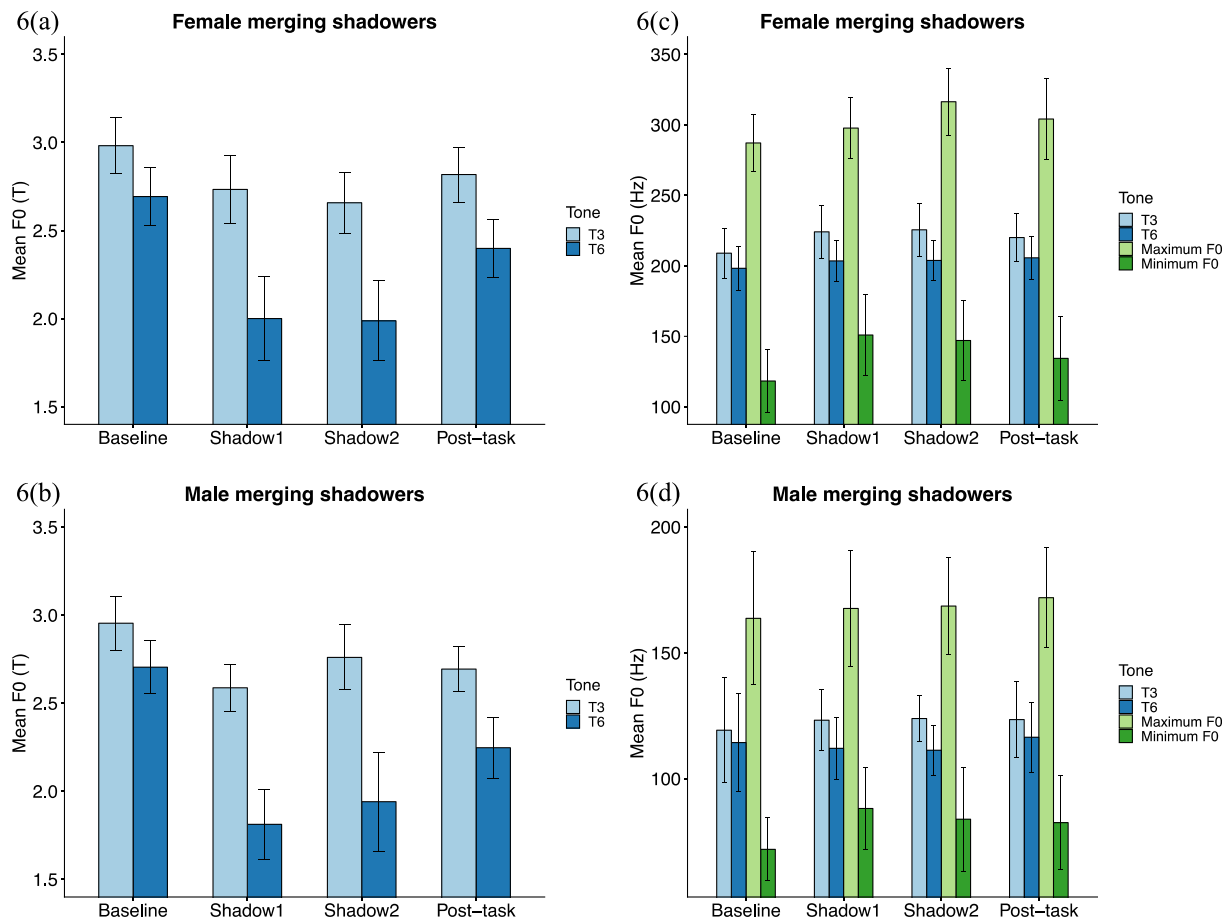 6(a)
Female merging shadowers
Mean F0 (T)
3.5
3.0
2.5
2.0
1.5
Baseline Shadow1 Shadow2 Post−task
Tone
T3
T6
6(c)
Female merging shadowers
Mean F0 (Hz)
350
300
250
200
150
100
Baseline Shadow1 Shadow2 Post−task
Tone
T3
T6
Maximum F0
Minimum F0
6(b)
Male merging shadowers
Mean F0 (T)
3.5
3.0
2.5
2.0
1.5
Baseline Shadow1 Shadow2 Post−task
Tone
T3
T6
6(d)
Male merging shadowers
Mean F0 (Hz)
200
150
100
Baseline Shadow1 Shadow2 Post−task
Tone
T3
T6
Maximum F0
Minimum F0